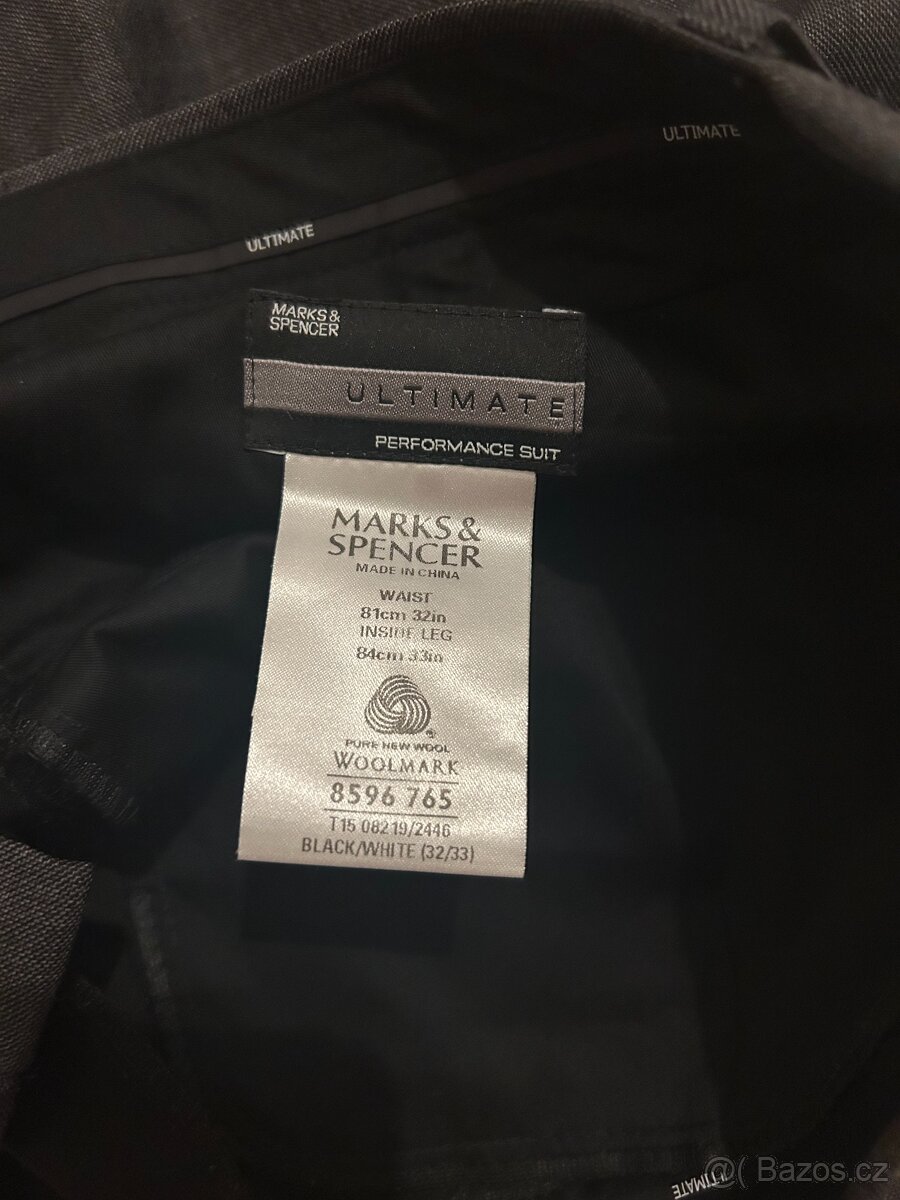 ULTIMATE
ULTIMATE
MARKS &
SPENCER
ULTIMATE
PERFORMANCE SUIT
MARKS &
SPENCER
MADE IN CHINA
WAIST
81cm 32in
INSIDE LEG
84cm 33in
PURE NEW WOOL
WOOLMARK
8596 765
T15 08219/2446
BLACK/WHITE (32/33)
ULTIMATE
@( Bazos.cz